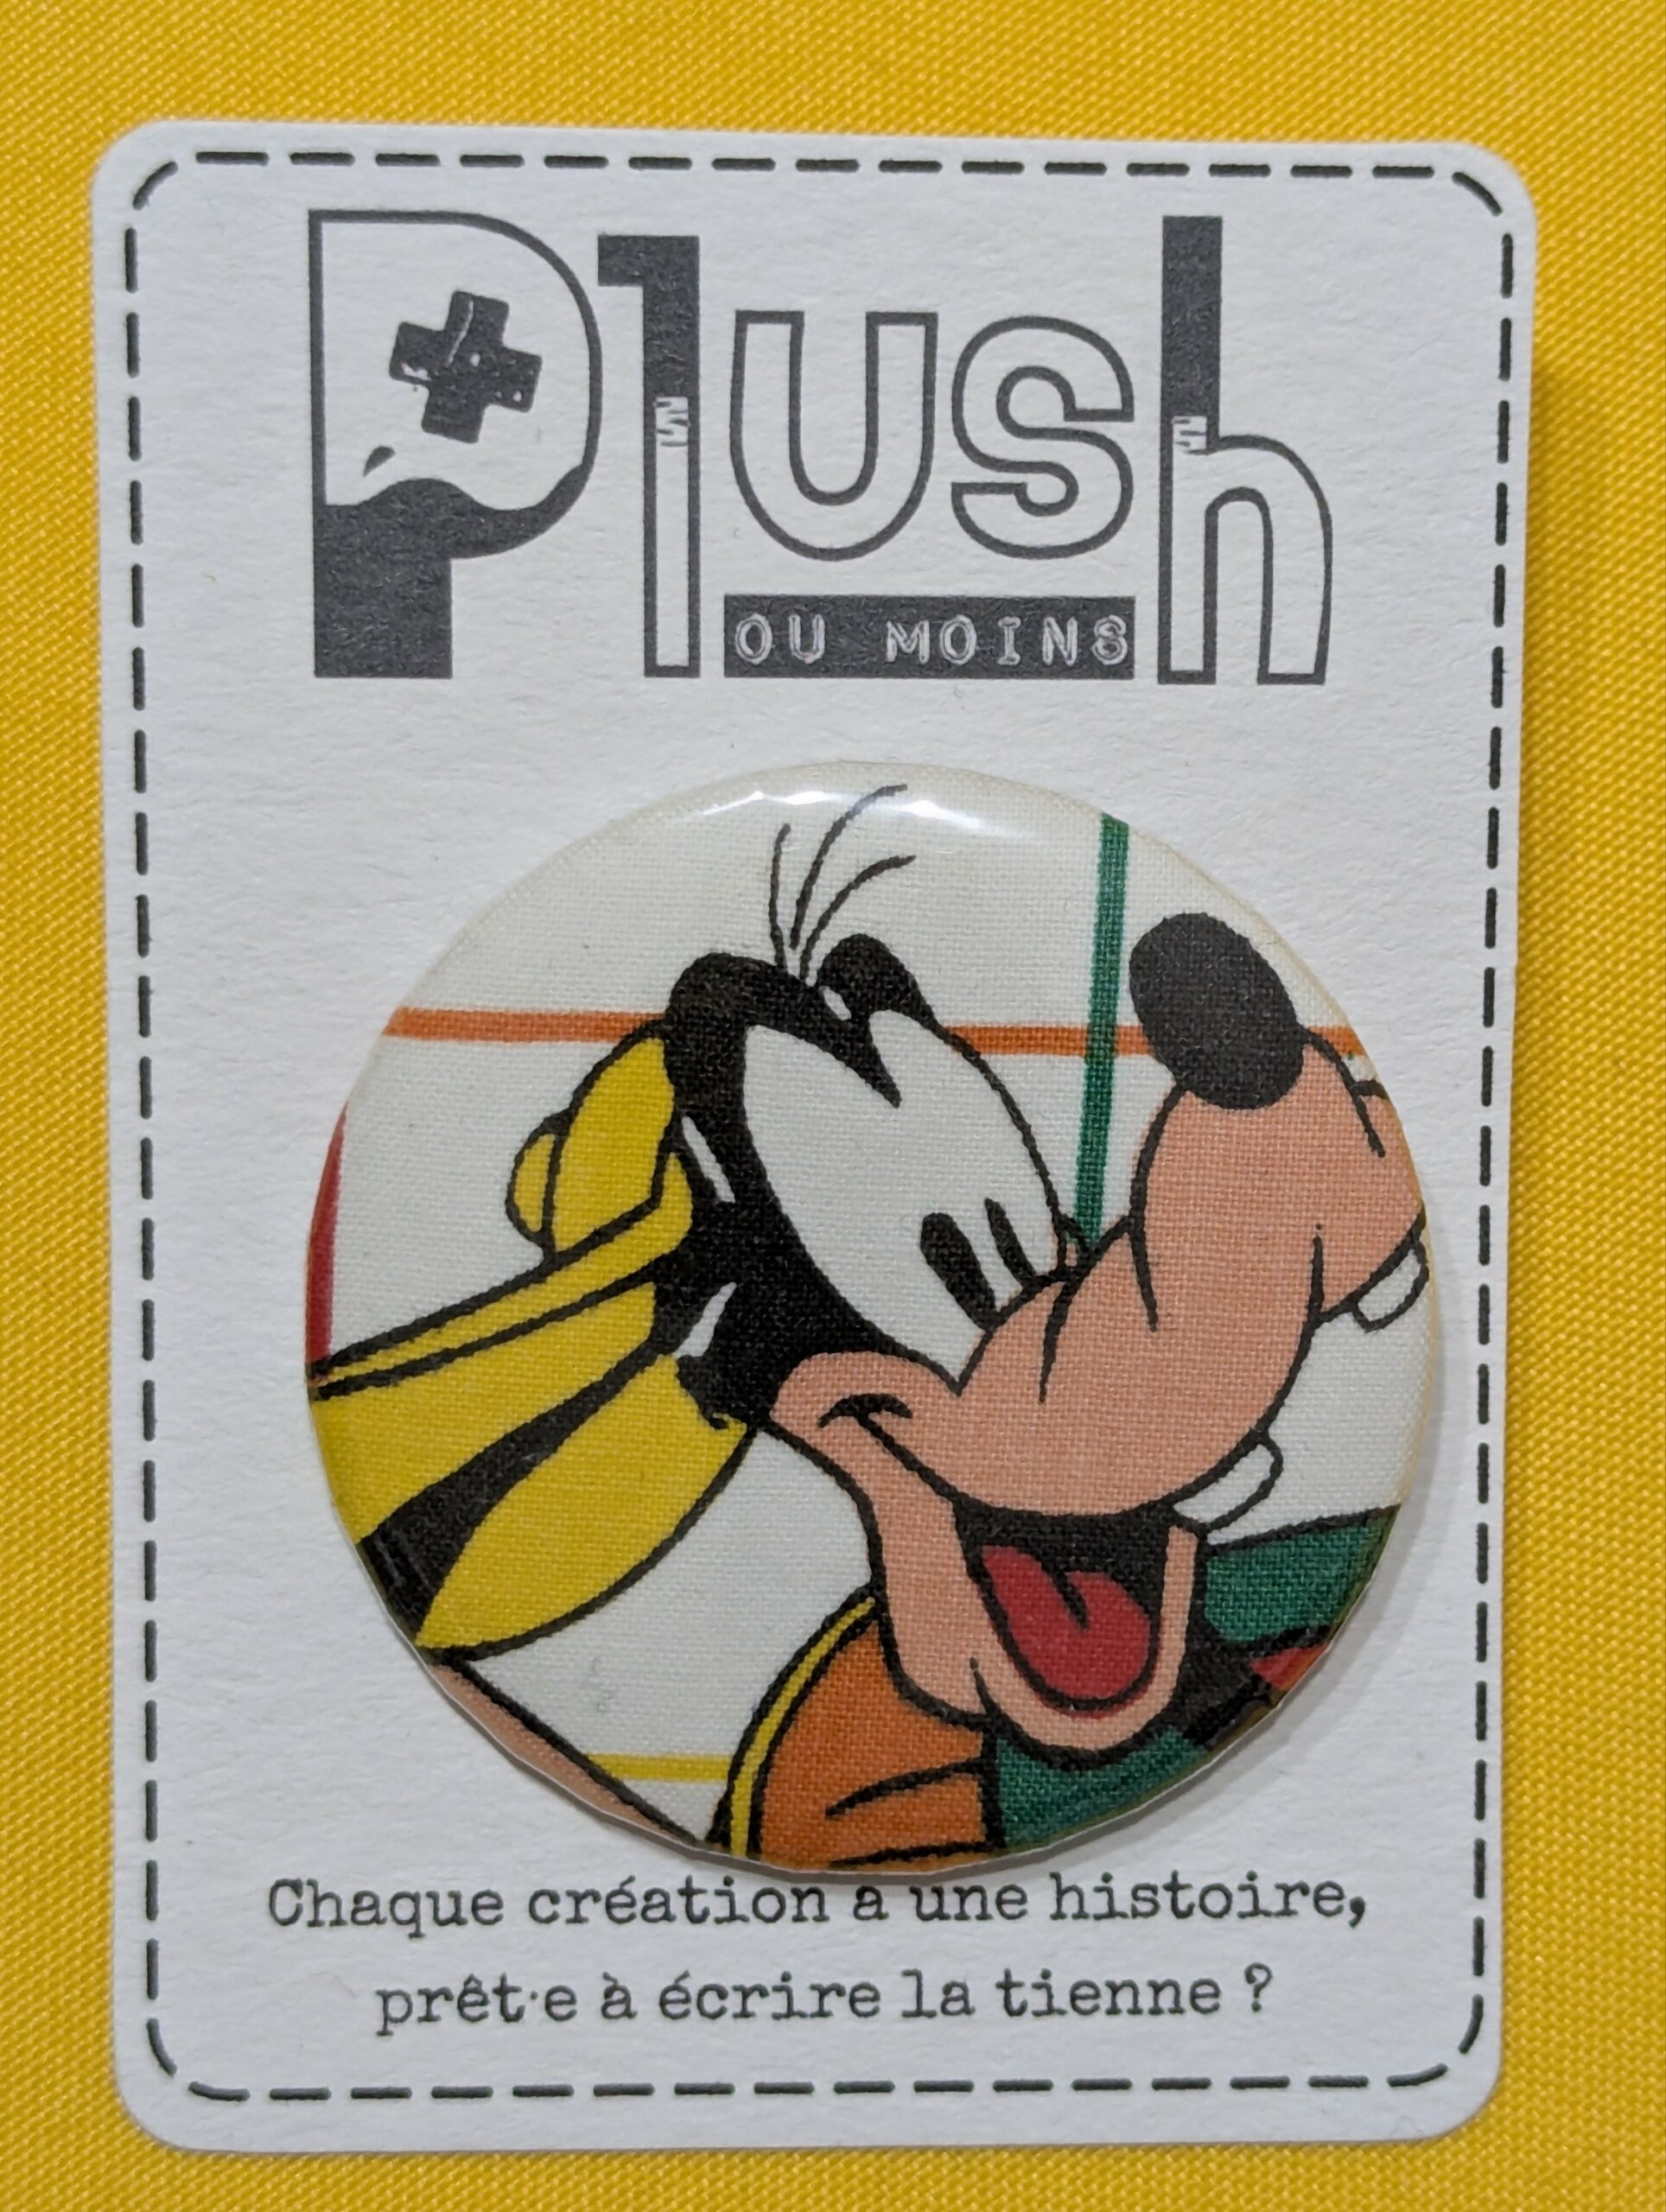 Plush
OU MOINS
Chaque création a une histoire,
prêt·e à écrire la tienne ?